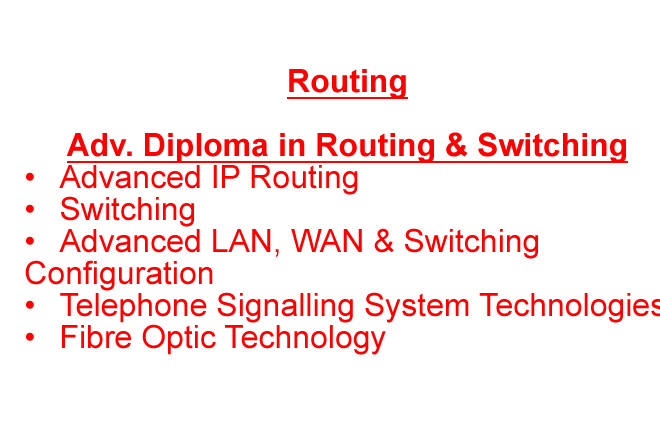 Routing
Adv. Diploma in Routing & Switching
• Advanced IP Routing
• Switching
• Advanced LAN, WAN & Switching
Configuration
• Telephone Signalling System Technologies
• Fibre Optic Technology